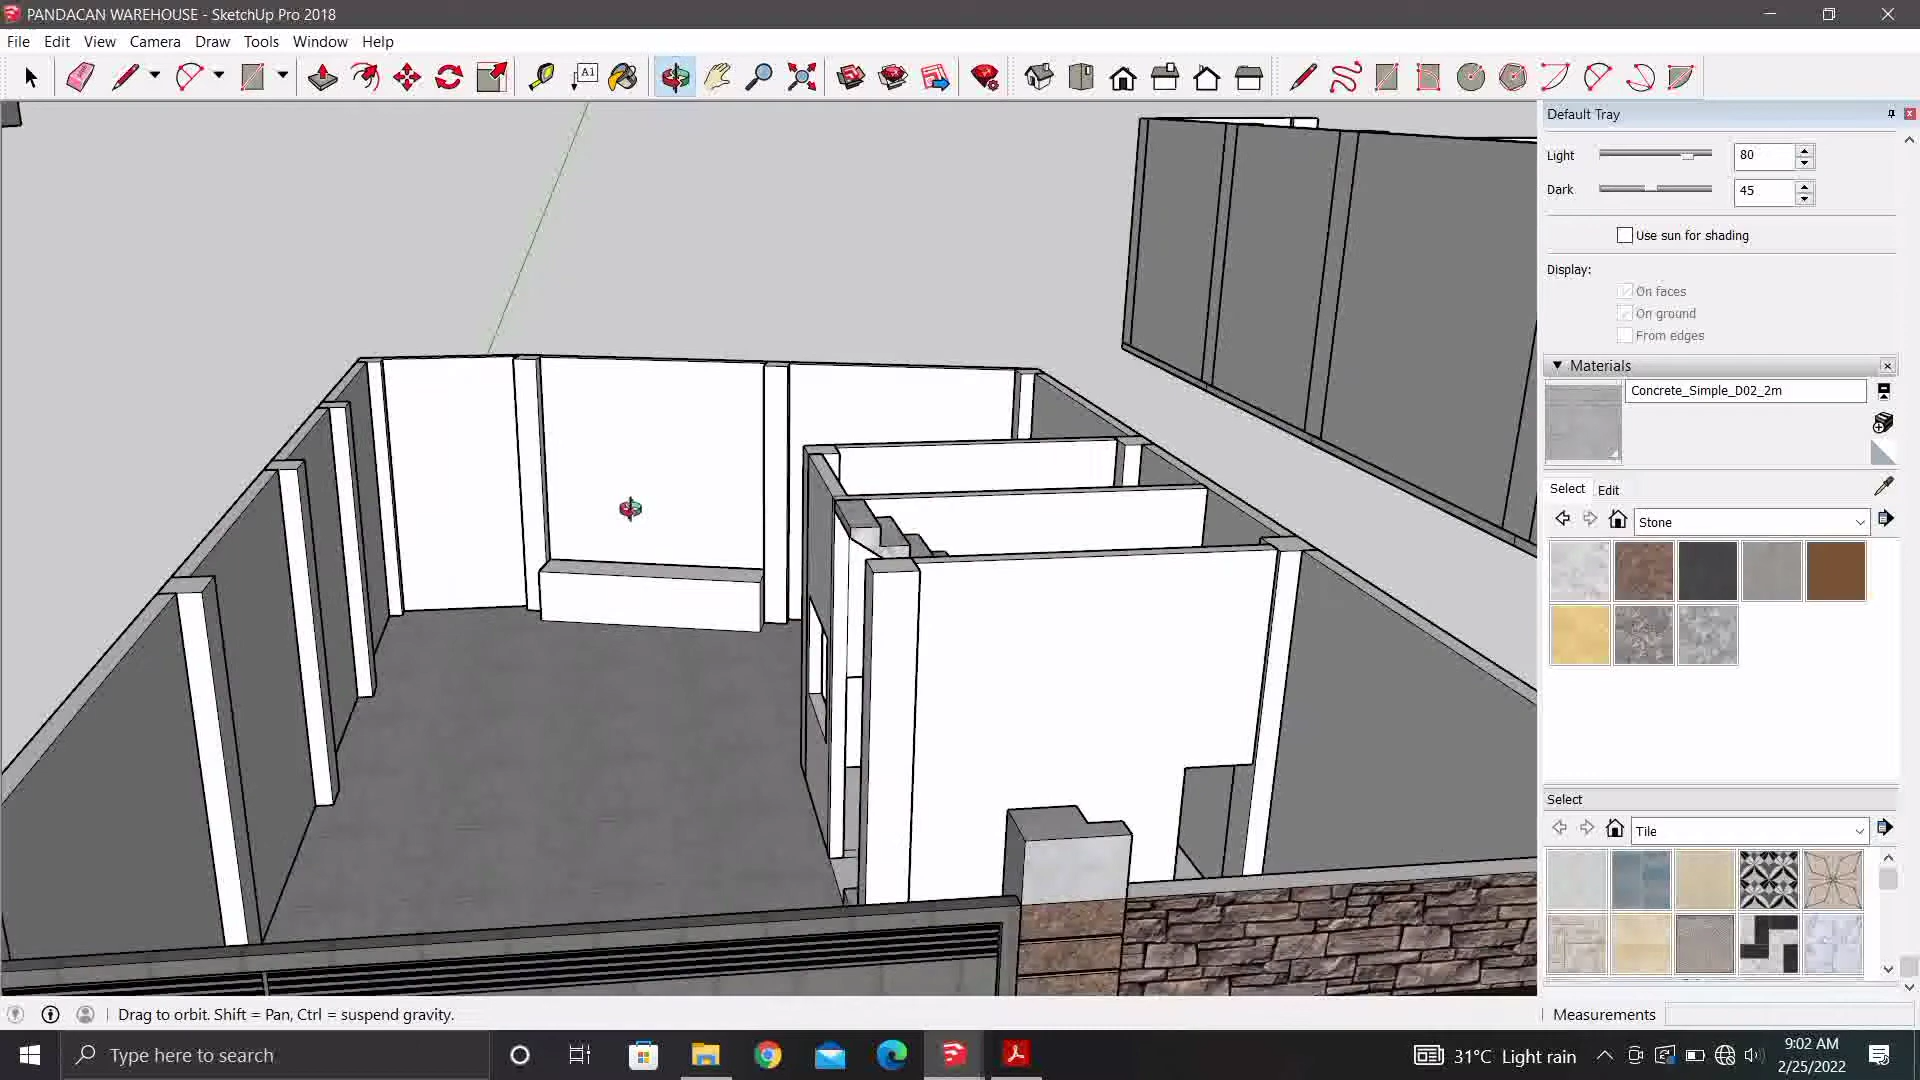 PANDACAN WAREHOUSE - SketchUp Pro 2018
File Edit View Camera Draw Tools Window Help
A1
Default Tray
Light 80
Dark 45
Use sun for shading
Display:
On faces
On ground
From edges
Materials
Concrete_Simple_D02_2m
Select Edit
Stone
Select
Tile
Drag to orbit. Shift = Pan, Ctrl = suspend gravity.
Measurements
Type here to search
31°C Light rain
9:02 AM
2/25/2022